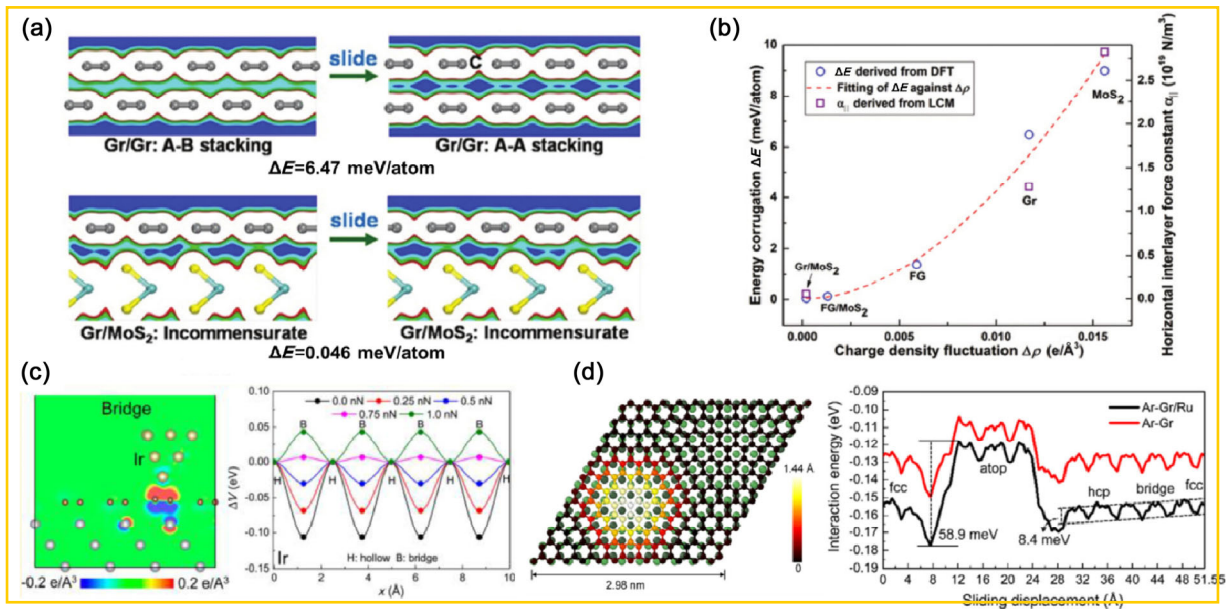 (a)
slide
C
Gr/Gr: A-B stacking
Gr/Gr: A-A stacking
ΔE=6.47 meV/atom
slide
Gr/MoS₂: Incommensurate
Gr/MoS₂: Incommensurate
ΔE=0.046 meV/atom
(b)
Energy corrugation ΔE (meV/atom)
10
8
6
4
2
0
ΔE derived from DFT
Fitting of ΔE against Δρ
α|| derived from LCM
MoS₂
Gr
FG
Gr/MoS₂
FG/MoS₂
0.000
0.005
0.010
0.015
Charge density fluctuation Δρ (e/Å³)
2.5
2.0
1.5
1.0
0.5
0.0
Horizontal interlayer force constant α|| (10¹⁹ N/m³)
(c)
Bridge
Ir
-0.2 e/A³
0.2 e/A³
ΔV (eV)
0.10
0.05
0.00
-0.05
-0.10
-0.15
0.0 nN
0.25 nN
0.5 nN
0.75 nN
1.0 nN
B B B B
H H H H H
Ir
H: hollow B: bridge
0 2 4 6 8 10
x (Å)
(d)
1.44 Å
0
2.98 nm
Interaction energy (eV)
-0.09
-0.10
-0.11
-0.12
-0.13
-0.14
-0.15
-0.16
-0.17
-0.18
-0.19
Ar-Gr/Ru
Ar-Gr
fcc
atop
hcp
bridge
fcc
58.9 meV
8.4 meV
0 4 8 12 16 20 24 28 32 36 40 44 48 51.55
Sliding displacement (Å)